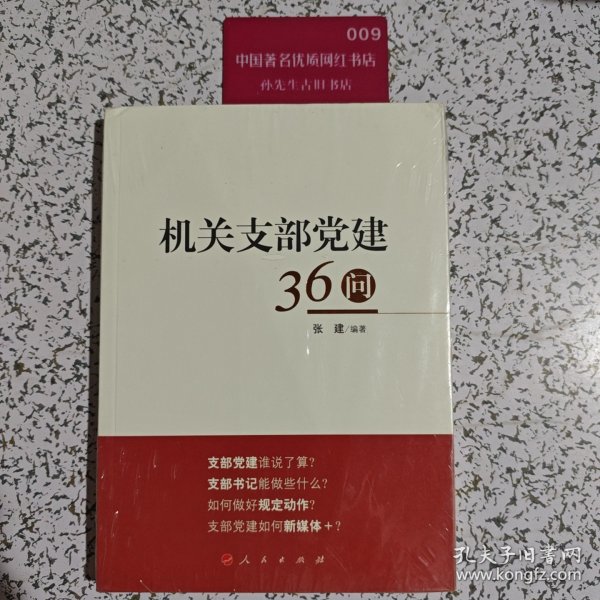 009
中国著名优质网红书店
孙先生古旧书店
机关支部党建
36问
张 建/编著
支部党建谁说了算?
支部书记能做些什么?
如何做好规定动作?
支部党建如何新媒体+?
人民出版社
孔夫子旧书网
www.kongfz.com